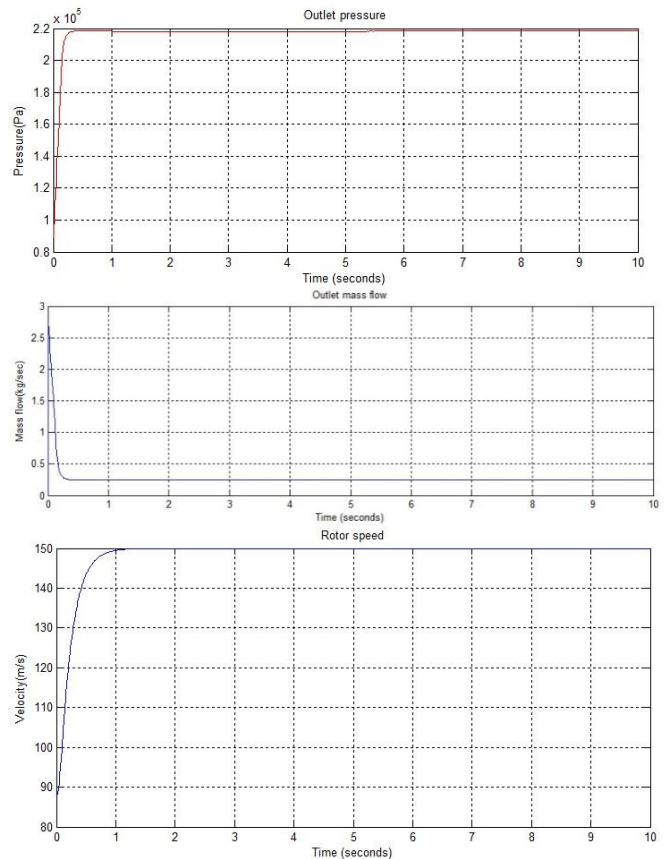 Outlet pressure
x 10^5
2.2
2
1.8
1.6
1.4
1.2
1
0.8
Pressure(Pa)
0 1 2 3 4 5 6 7 8 9 10
Time (seconds)
Outlet mass flow
3
2.5
2
1.5
1
0.5
0
Mass flow(kg/sec)
0 1 2 3 4 5 6 7 8 9 10
Time (seconds)
Rotor speed
150
140
130
120
110
100
90
80
Velocity(m/s)
0 1 2 3 4 5 6 7 8 9 10
Time (seconds)